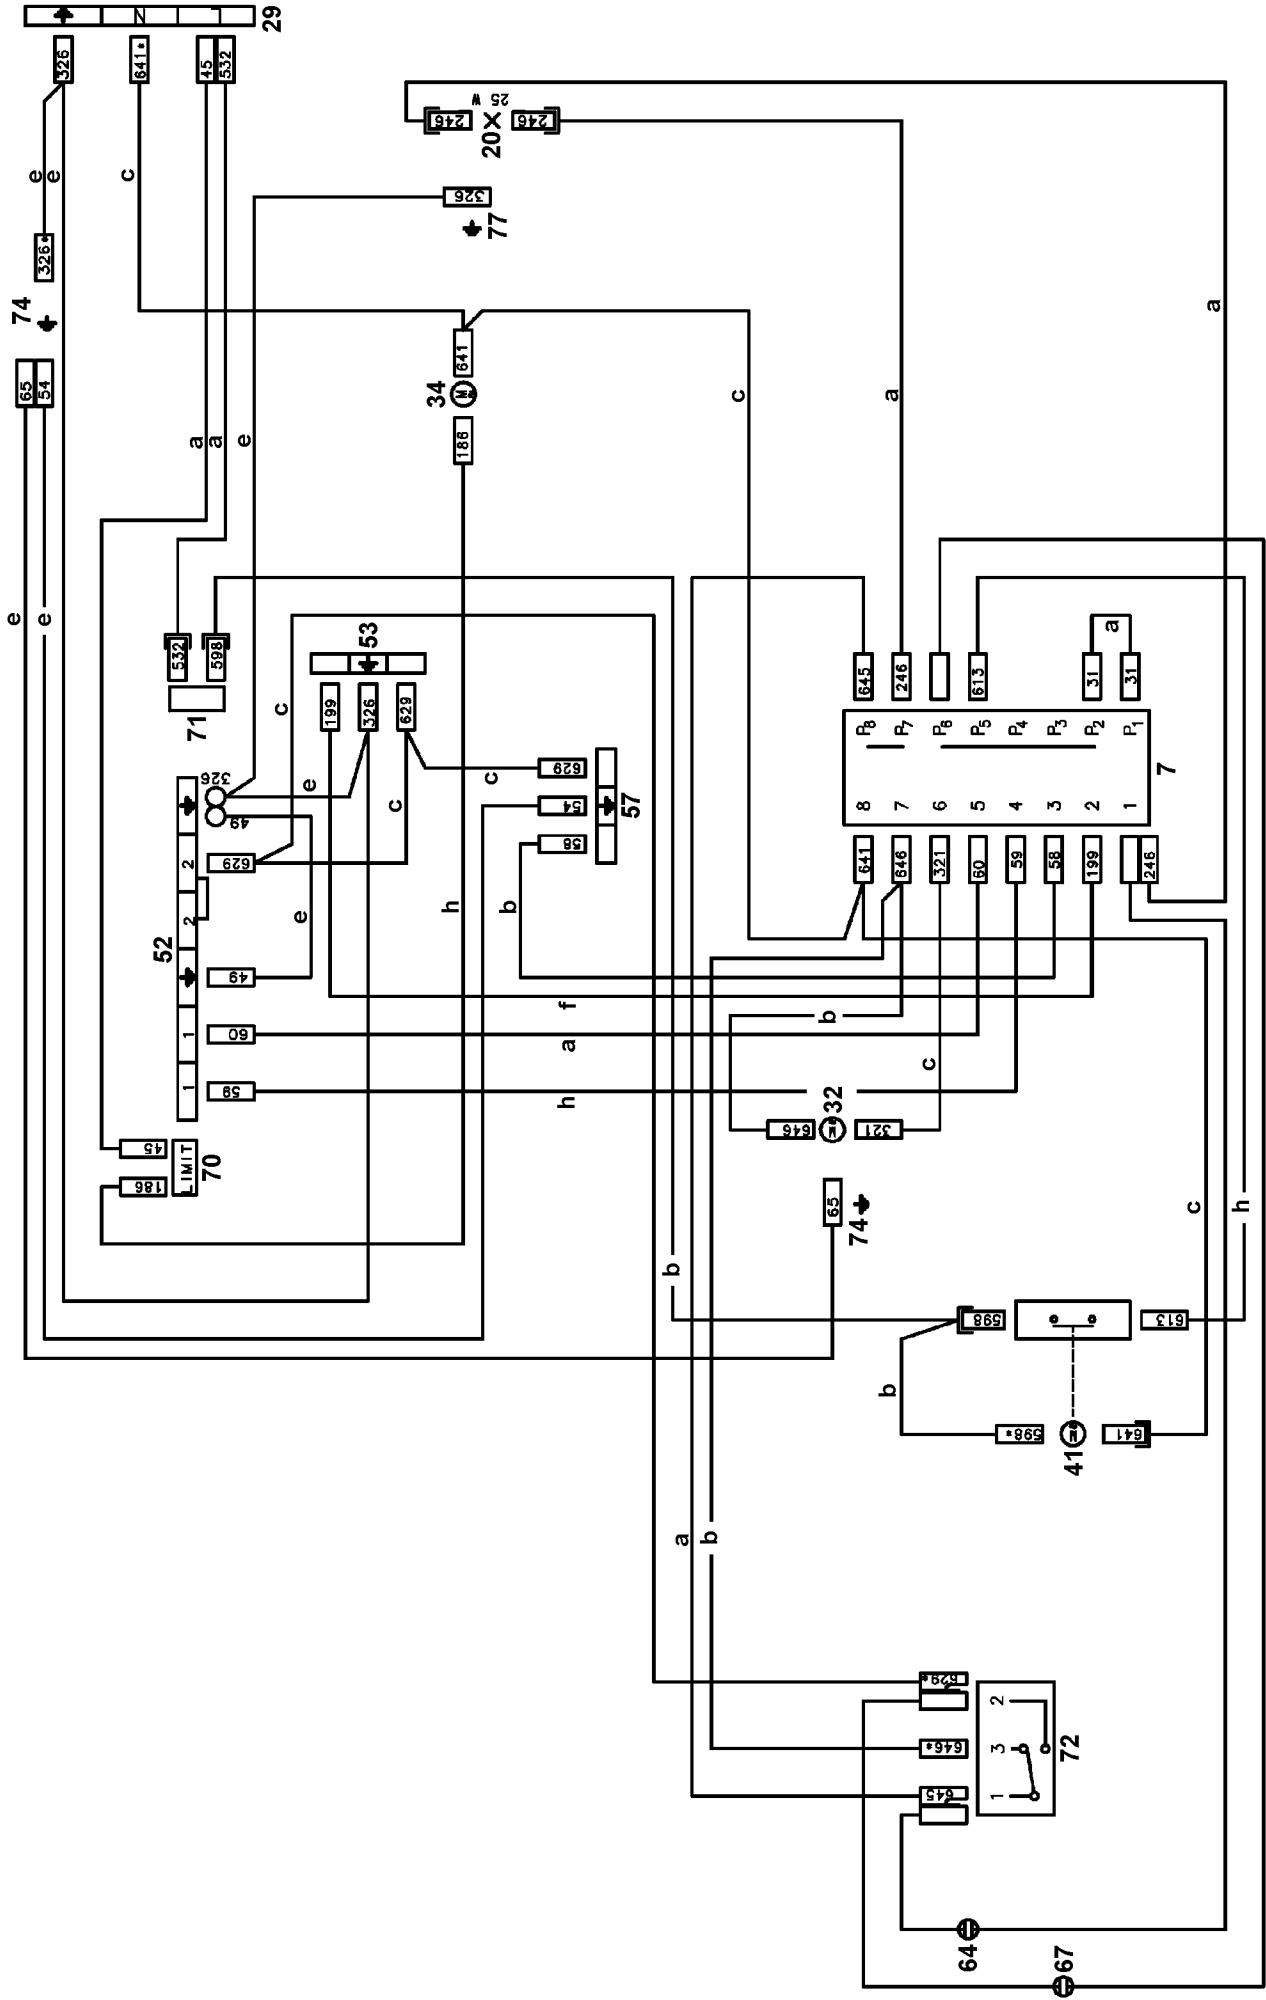 N
L
29
326
641*
45
532
246
20
25 W
246
e
e
c
326
77
326*
74
a
65
54
34
641
186
a
a
e
c
a
e
e
532
598
71
53
199
326
629
c
326
49
e
c
c
629
54
58
57
645
246
613
31
31
a
P8
P7
P6
P5
P4
P3
P2
P1
8
7
6
5
4
3
2
1
7
641
646
321
60
59
58
199
246
52
2
2
1
1
629
49
60
59
e
h
b
f
a
h
b
c
45
186
LIMIT
70
646
32
321
65
74
c
h
b
598
613
b
598*
41
641
a
b
629*
646*
645
2
3
1
72
64
67